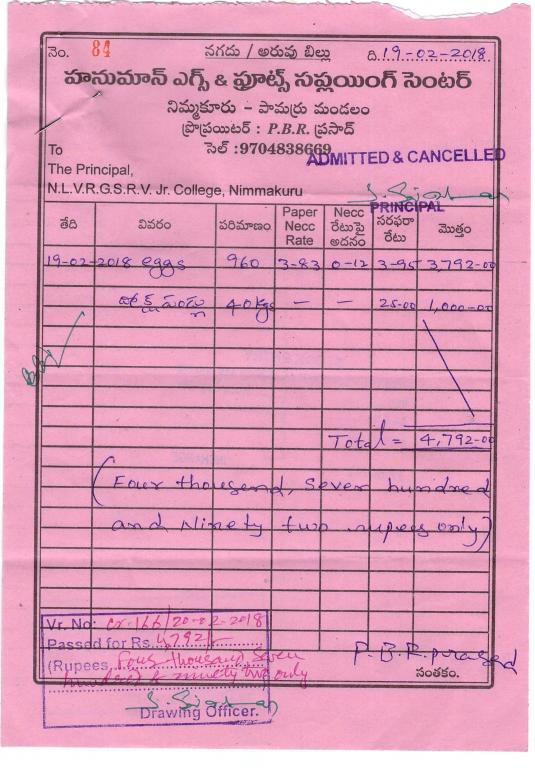 నెం. 84 నగదు / అరువు బిల్లు ది.19-02-2018
హనుమాన్ ఎగ్స్ & ఫ్రూట్స్ సప్లయింగ్ సెంటర్
నిమ్మకూరు - పామర్రు మండలం
ప్రొప్రయిటర్ : P.B.R. ప్రసాద్
సెల్ :9704838669
ADMITTED & CANCELLED
To
The Principal,
N.L.V.R.G.S.R.V. Jr. College, Nimmakuru
PRINCIPAL
తేది వివరం పరిమాణం Paper Necc Rate Necc రేటుపై అదనం సరఫరా రేటు మొత్తం
19-02-2018 eggs 960 3-83 0-12 3-95 3,792-00
40kgs — — 25-00 1,000-00
Total = 4,792-00
(Four thousand, Seven hundred
and Ninety two rupees only)
Vr. No: cr-166/20-02-2018
Passed for Rs. 4792/-
(Rupees Four thousand Seven
hundred & ninety two only
Drawing Officer.
P.B.R.prasad
సంతకం.